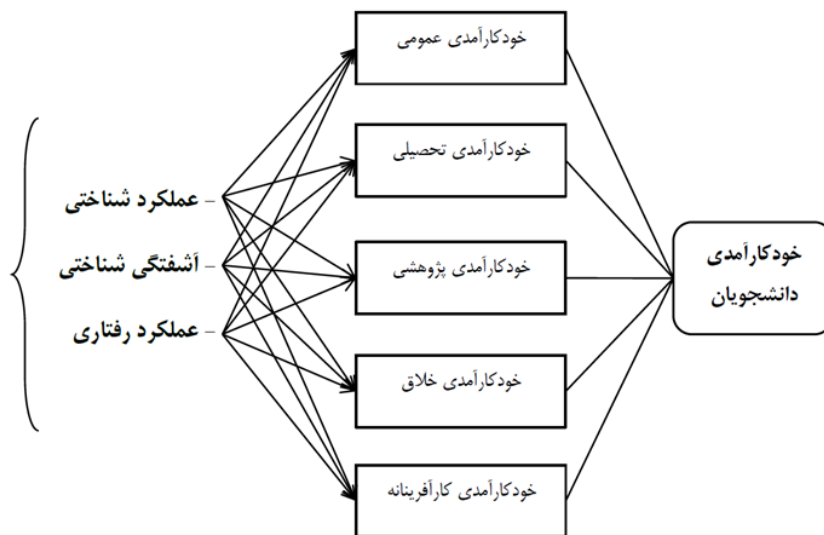 خودکارآمدی عمومی
خودکارآمدی تحصیلی
خودکارآمدی پژوهشی
خودکارآمدی خلاق
خودکارآمدی کارآفرینانه
خودکارآمدی
دانشجویان
عملکرد شناختی –
آشفتگی شناختی –
عملکرد رفتاری –